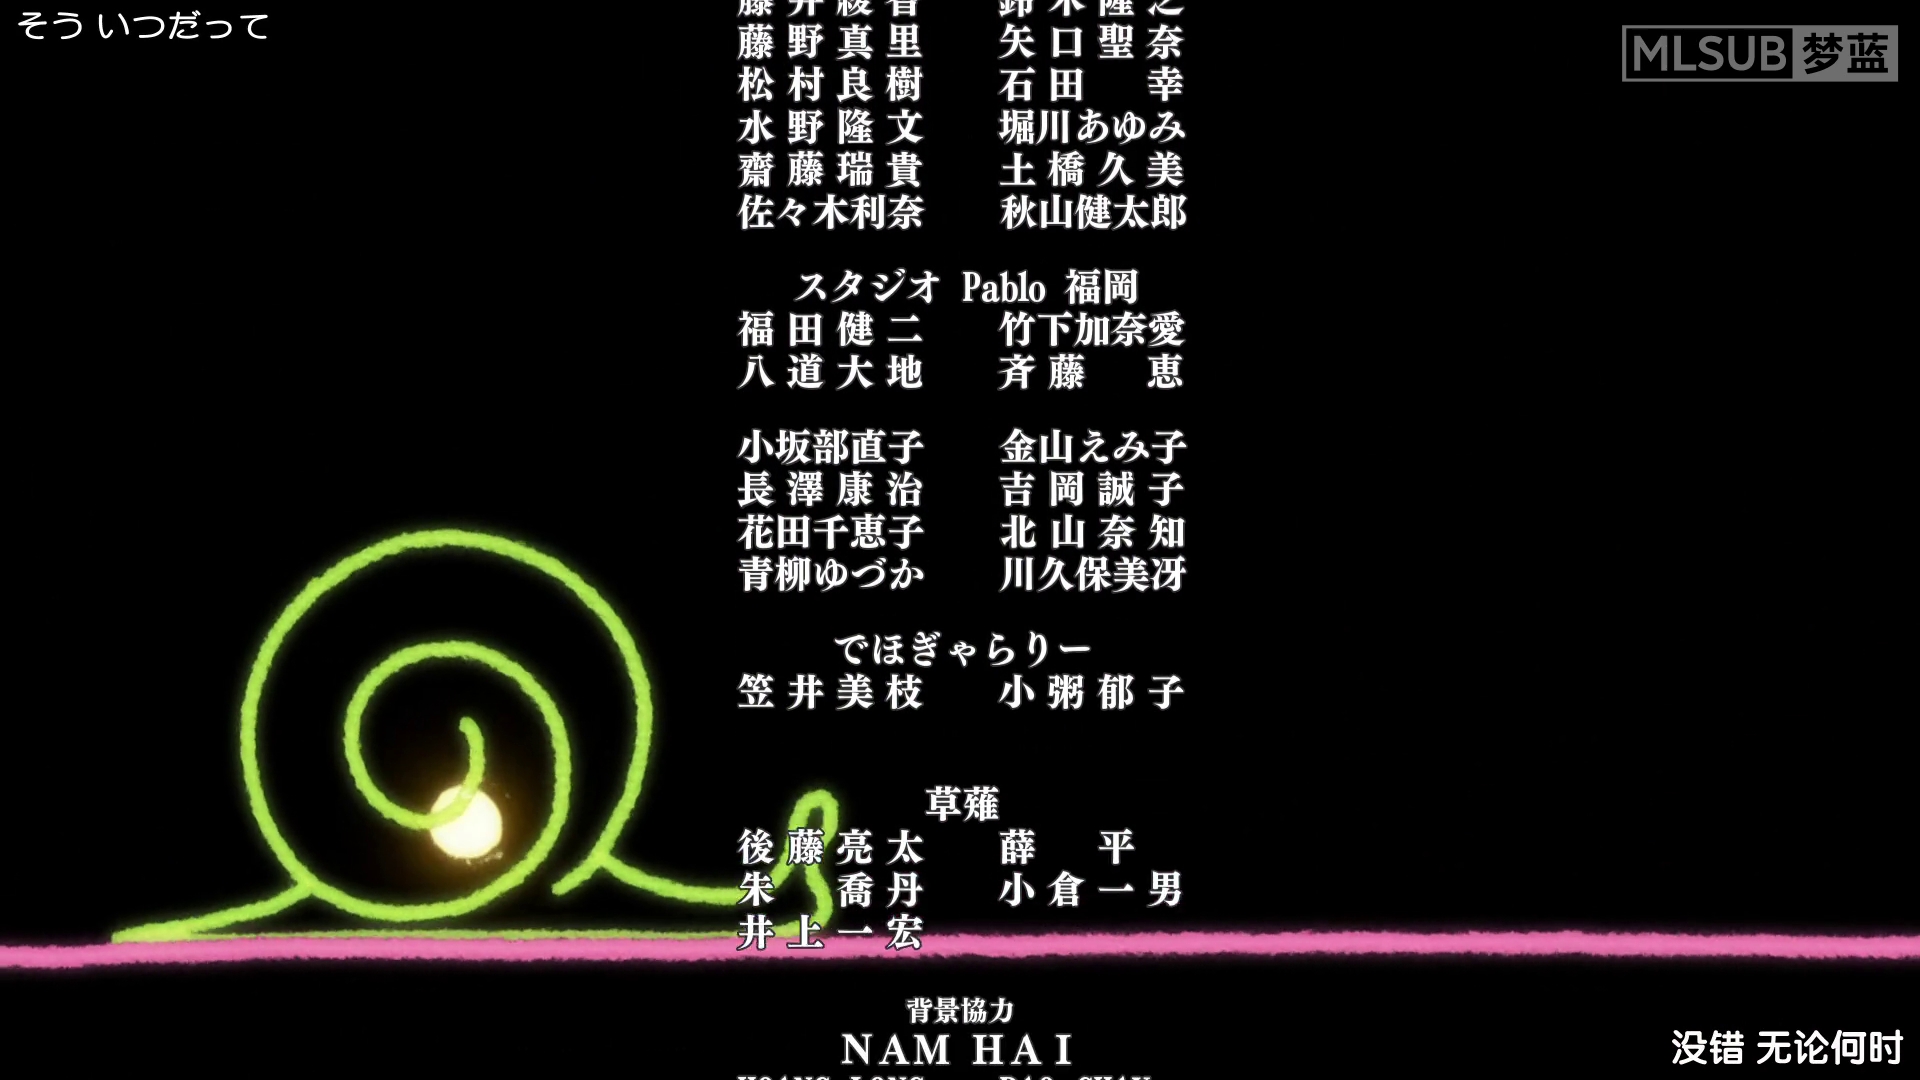 そう いつだって
MLSUB 梦蓝
藤野真里 矢口聖奈
松村良樹 石田 幸
水野隆文 堀川あゆみ
齋藤瑞貴 土橋久美
佐々木利奈 秋山健太郎
スタジオ Pablo 福岡
福田健二 竹下加奈愛
八道大地 斉藤 恵
小坂部直子 金山えみ子
長澤康治 吉岡誠子
花田千恵子 北山奈知
青柳ゆづか 川久保美冴
でほぎゃらりー
笠井美枝 小粥郁子
草薙
後藤亮太 薛 平
朱 喬丹 小倉一男
井上一宏
背景協力
NAM HAI
没错 无论何时